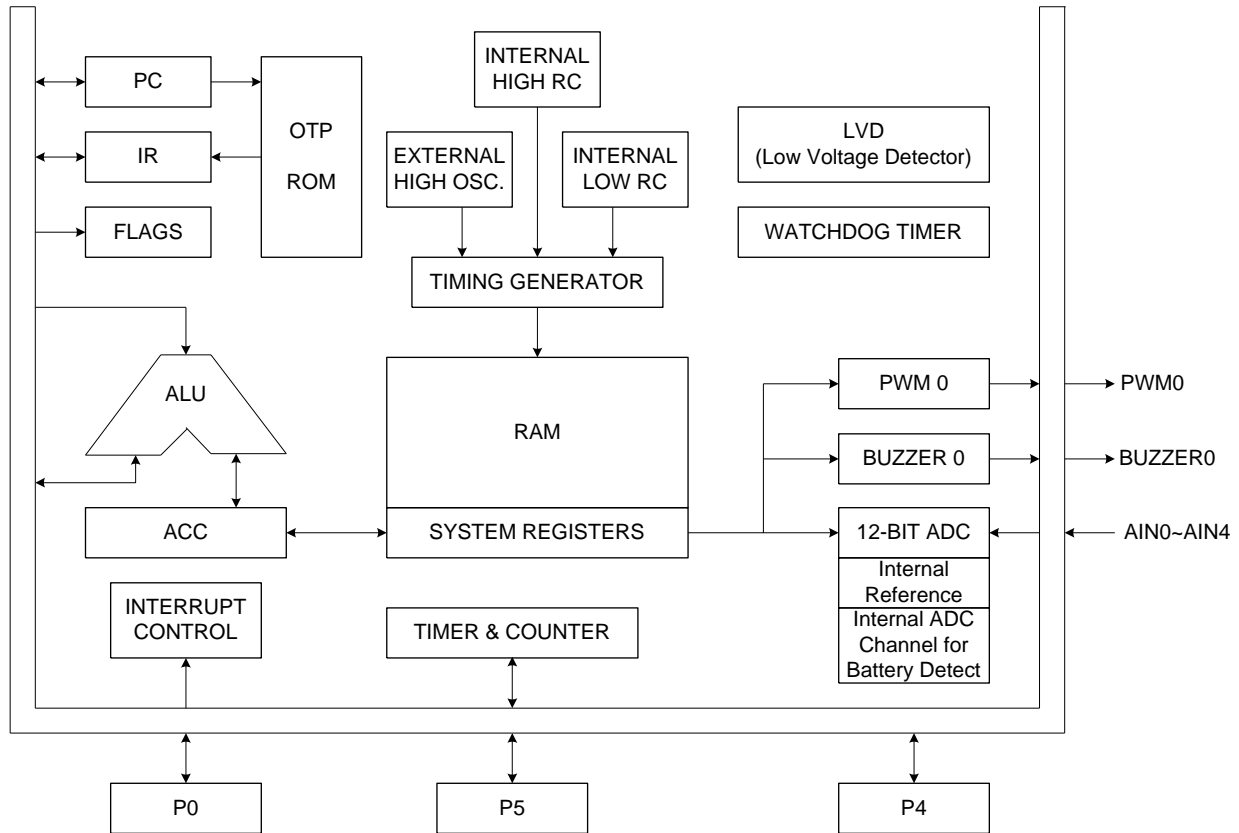 PC
IR
FLAGS
OTP
ROM
INTERNAL
HIGH RC
EXTERNAL
HIGH OSC.
INTERNAL
LOW RC
TIMING GENERATOR
LVD
(Low Voltage Detector)
WATCHDOG TIMER
ALU
ACC
RAM
SYSTEM REGISTERS
PWM 0
PWM0
BUZZER 0
BUZZER0
12-BIT ADC
AIN0~AIN4
Internal
Reference
Internal ADC
Channel for
Battery Detect
INTERRUPT
CONTROL
TIMER & COUNTER
P0
P5
P4